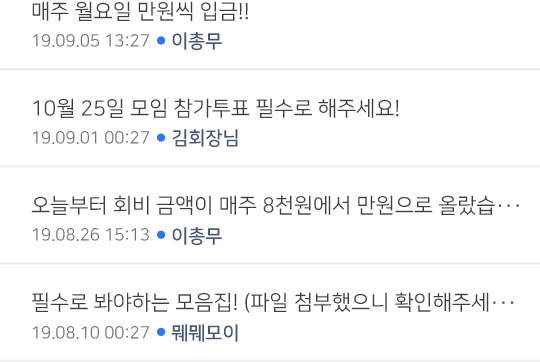 매주 월요일 만원씩 입금!!
19.09.05 13:27 ● 이총무
10월 25일 모임 참가투표 필수로 해주세요!
19.09.01 00:27 ● 김회장님
오늘부터 회비 금액이 매주 8천원에서 만원으로 올랐습···
19.08.26 15:13 ● 이총무
필수로 봐야하는 모음집! (파일 첨부했으니 확인해주세···
19.08.10 00:27 ● 뭬뭬모이